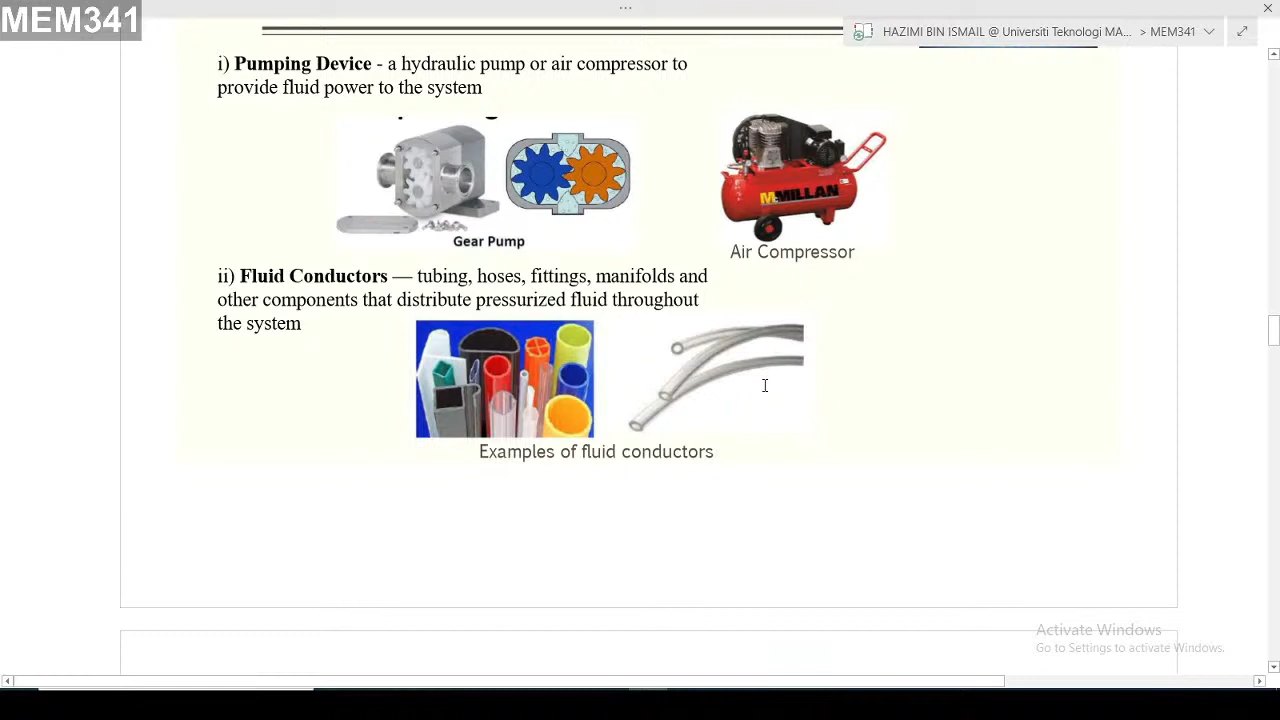 MEM341
HAZIMI BIN ISMAIL @ Universiti Teknologi MA... > MEM341
i) Pumping Device - a hydraulic pump or air compressor to
provide fluid power to the system
McMILLAN
Gear Pump
Air Compressor
ii) Fluid Conductors — tubing, hoses, fittings, manifolds and
other components that distribute pressurized fluid throughout
the system
Examples of fluid conductors
Activate Windows
Go to Settings to activate Windows.